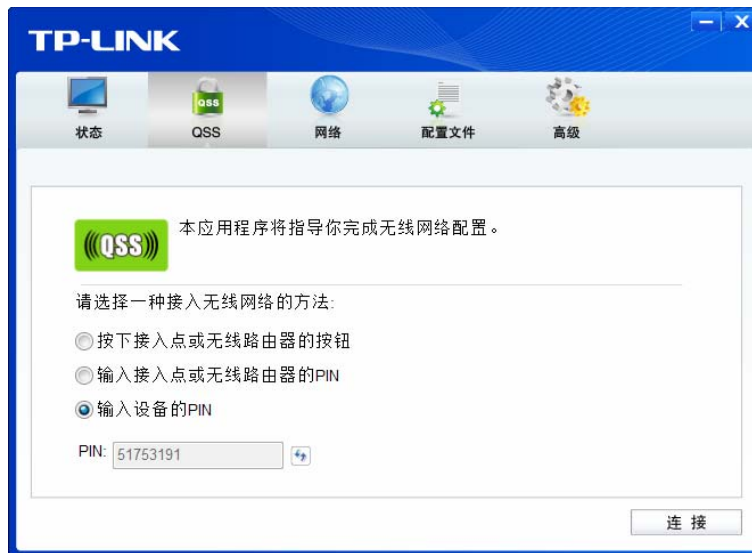 TP-LINK
状态
QSS
QSS
网络
配置文件
高级
QSS
本应用程序将指导你完成无线网络配置。
请选择一种接入无线网络的方法:
按下接入点或无线路由器的按钮
输入接入点或无线路由器的PIN
输入设备的PIN
PIN: 51753191
连 接